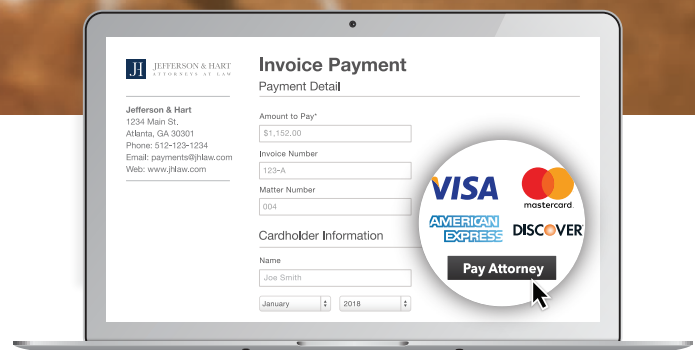 JH JEFFERSON & HART
ATTORNEYS AT LAW
Jefferson & Hart
1234 Main St.
Atlanta, GA 30301
Phone: 512-123-1234
Email: payments@jhlaw.com
Web: www.jhlaw.com
Invoice Payment
Payment Detail
Amount to Pay*
$1,152.00
Invoice Number
123-A
Matter Number
004
Cardholder Information
Name
Joe Smith
January 2018
VISA
mastercard.
AMERICAN
EXPRESS
DISCOVER
Pay Attorney